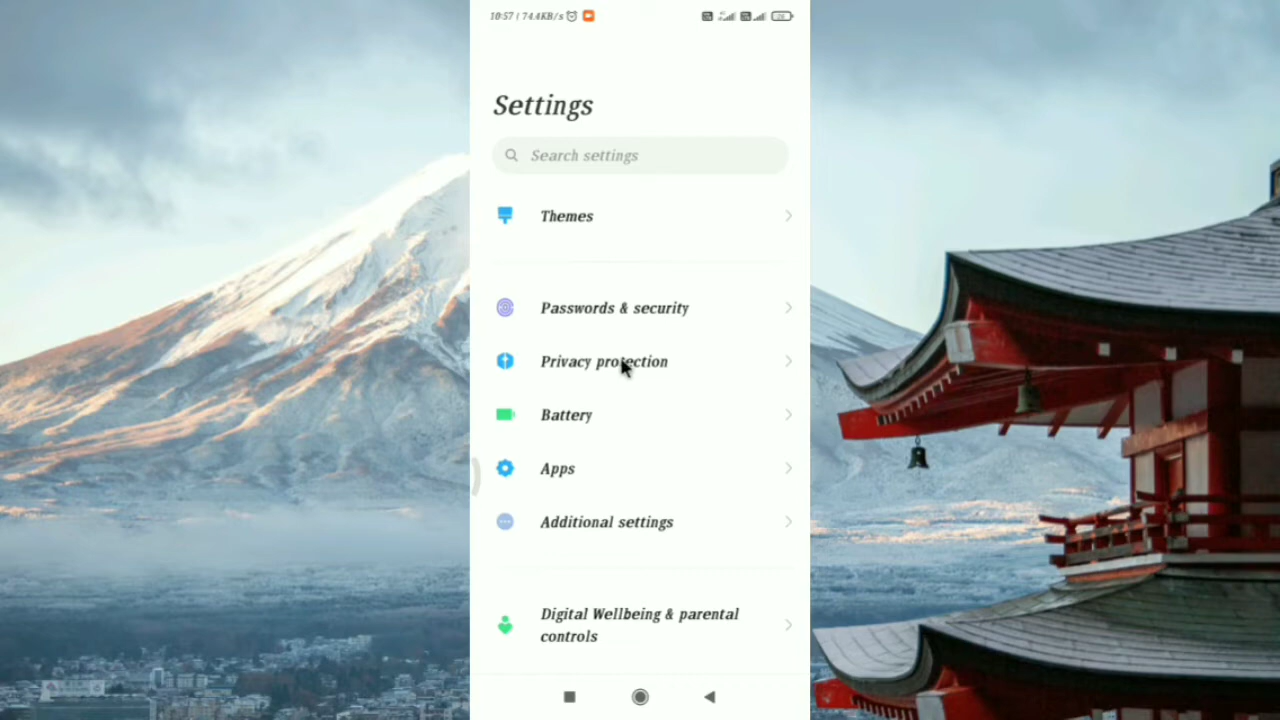 10:57 | 74.4KB/s
Settings
Search settings
Themes
Passwords & security
Privacy protection
Battery
Apps
Additional settings
Digital Wellbeing & parental
controls